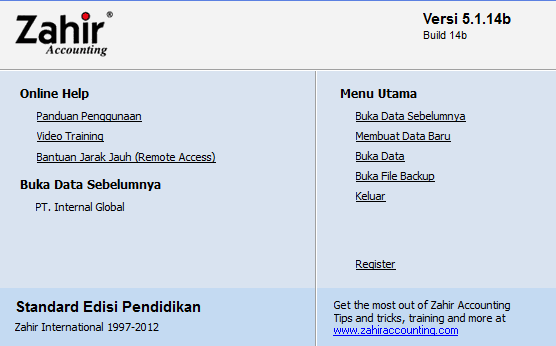 Zahir
Accounting
Versi 5.1.14b
Build 14b
Online Help
Panduan Penggunaan
Video Training
Bantuan Jarak Jauh (Remote Access)
Buka Data Sebelumnya
PT. Internal Global
Menu Utama
Buka Data Sebelumnya
Membuat Data Baru
Buka Data
Buka File Backup
Keluar
Register
Standard Edisi Pendidikan
Zahir International 1997-2012
Get the most out of Zahir Accounting
Tips and tricks, training and more at
www.zahiraccounting.com